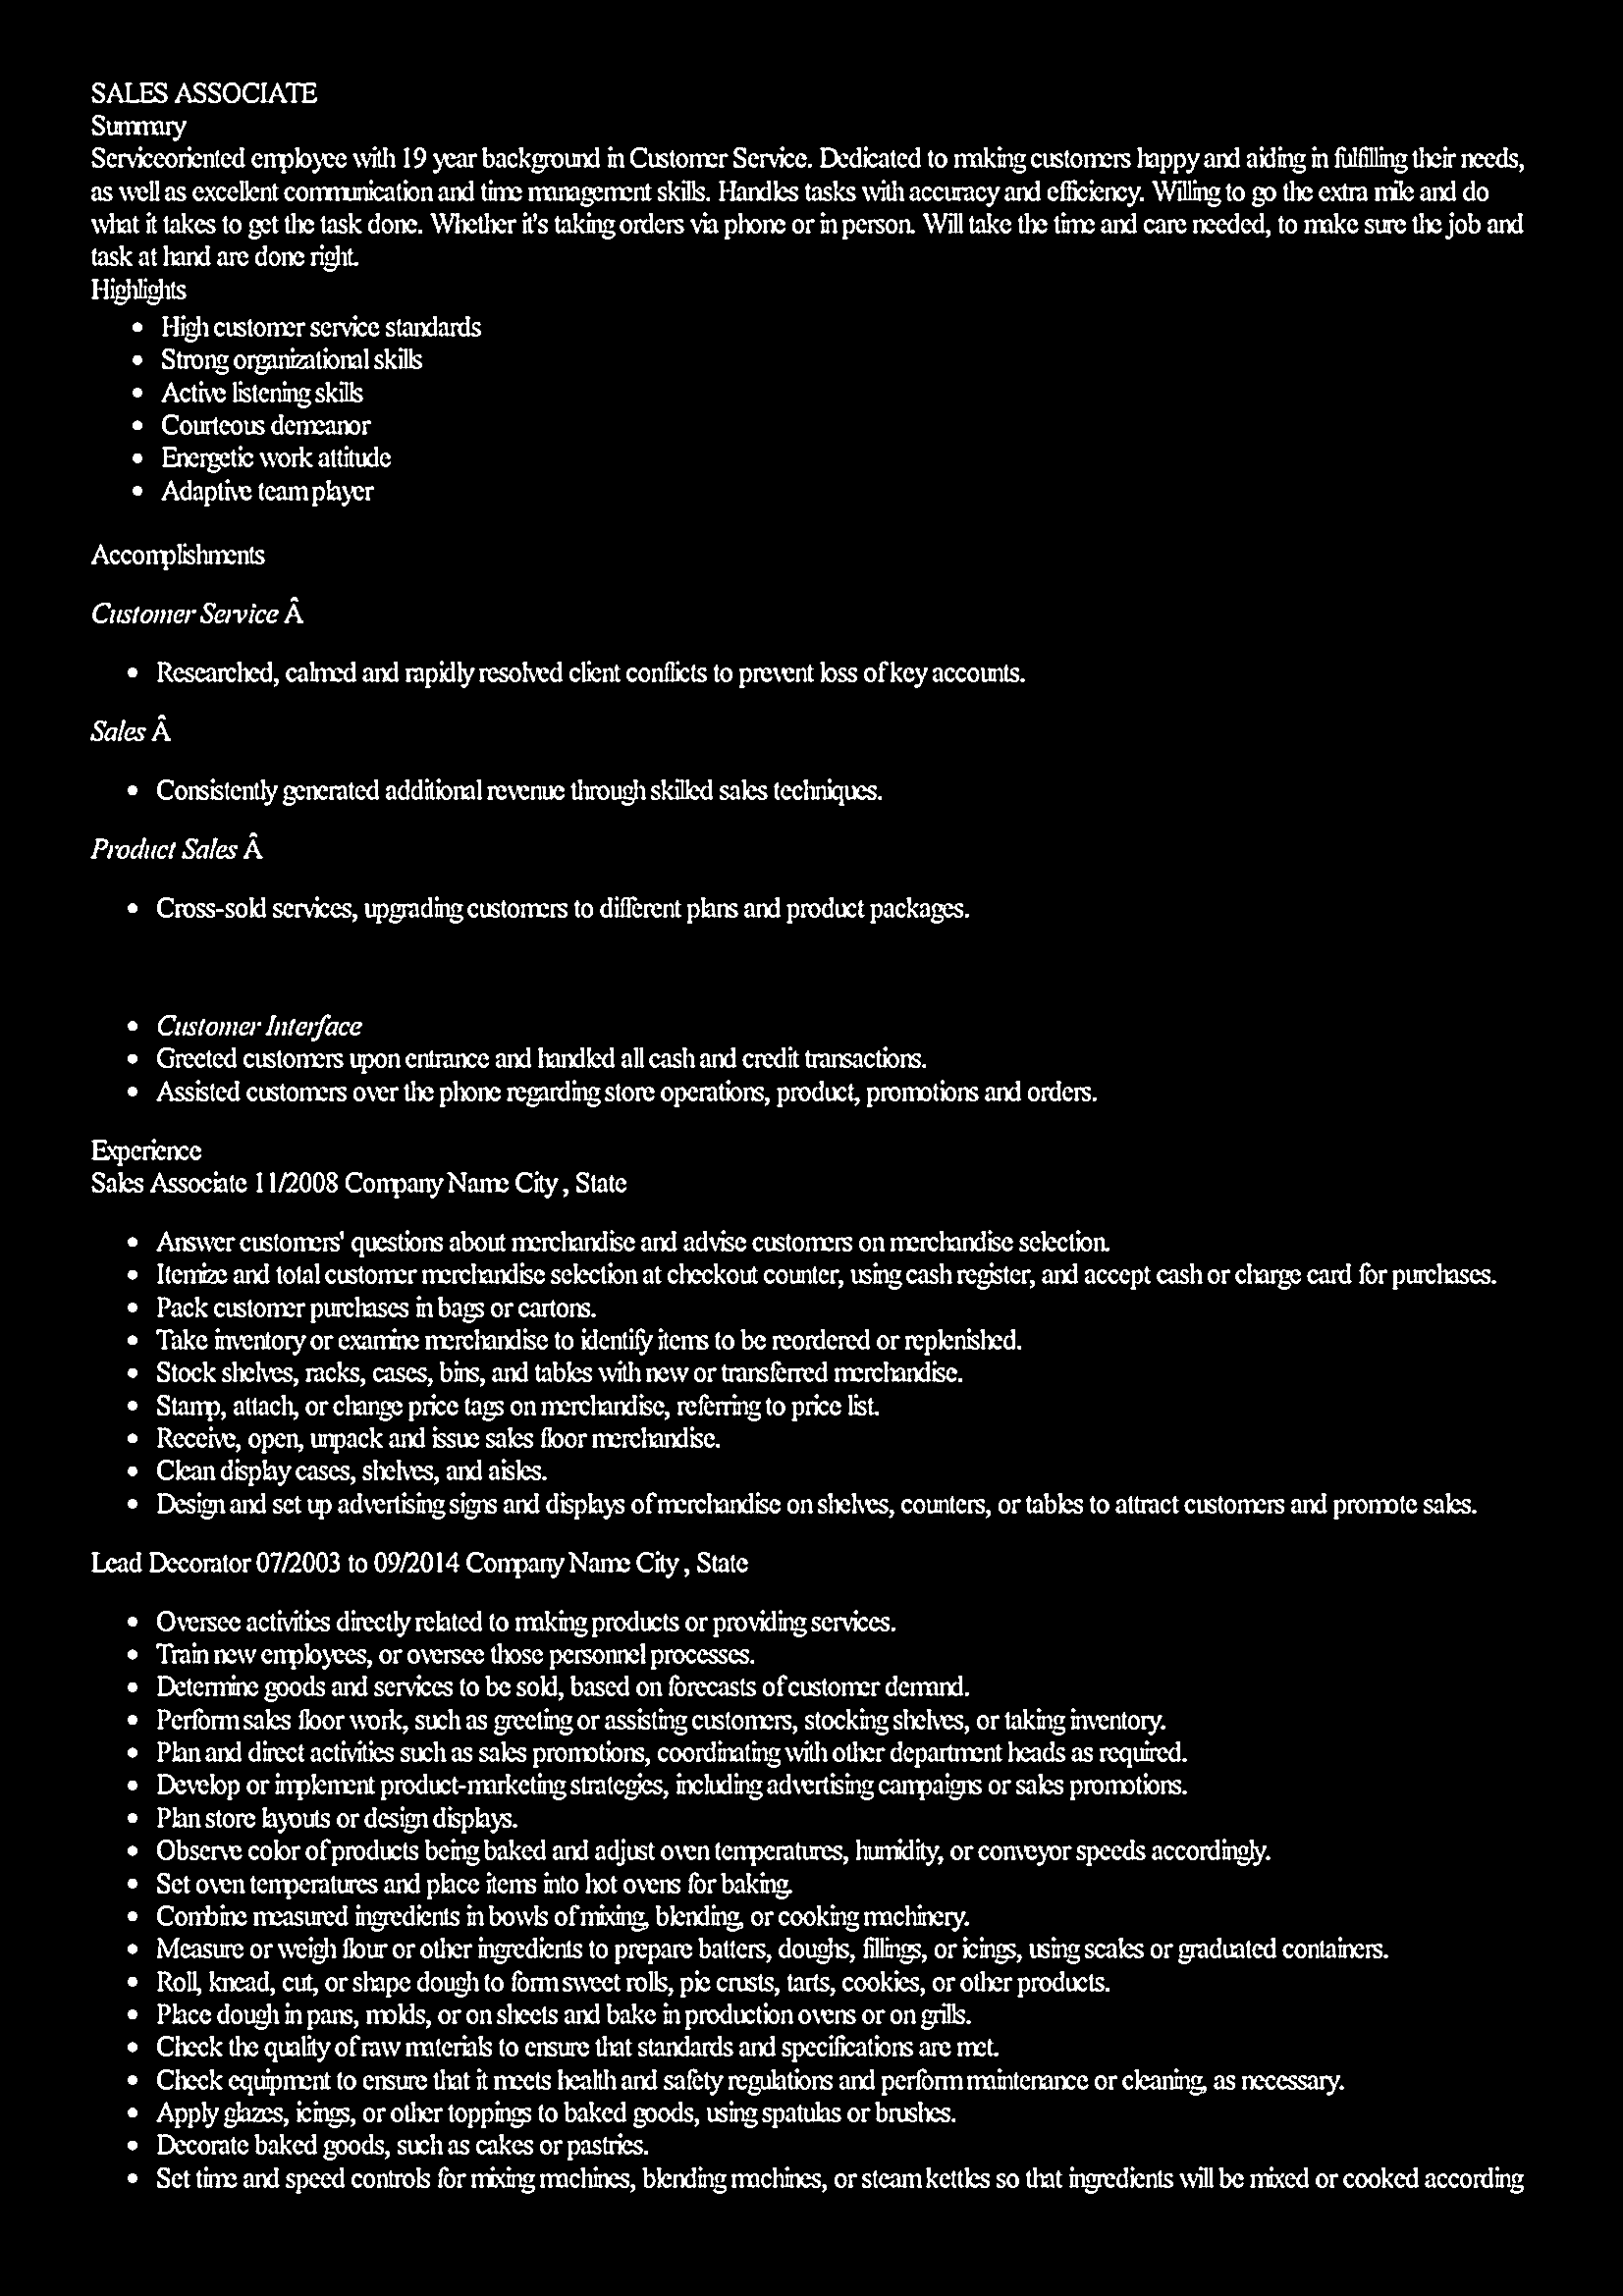 SALES ASSOCIATE
Summary
Serviceoriented employee with 19 year background in Customer Service. Dedicated to making customers happy and aiding in fulfilling their needs,
as well as excellent communication and time management skills. Handles tasks with accuracy and efficiency. Willing to go the extra mile and do
what it takes to get the task done. Whether it's taking orders via phone or in person. Will take the time and care needed, to make sure the job and
task at hand are done right.
Highlights
• High customer service standards
• Strong organizational skills
• Active listening skills
• Courteous demeanor
• Energetic work attitude
• Adaptive team player
Accomplishments
Customer Service Â
• Researched, calmed and rapidly resolved client conflicts to prevent loss of key accounts.
Sales Â
• Consistently generated additional revenue through skilled sales techniques.
Product Sales Â
• Cross-sold services, upgrading customers to different plans and product packages.
• Customer Interface
• Greeted customers upon entrance and handled all cash and credit transactions.
• Assisted customers over the phone regarding store operations, product, promotions and orders.
Experience
Sales Associate 11/2008 Company Name City , State
• Answer customers' questions about merchandise and advise customers on merchandise selection.
• Itemize and total customer merchandise selection at checkout counter, using cash register, and accept cash or charge card for purchases.
• Pack customer purchases in bags or cartons.
• Take inventory or examine merchandise to identify items to be reordered or replenished.
• Stock shelves, racks, cases, bins, and tables with new or transferred merchandise.
• Stamp, attach, or change price tags on merchandise, referring to price list.
• Receive, open, unpack and issue sales floor merchandise.
• Clean display cases, shelves, and aisles.
• Design and set up advertising signs and displays of merchandise on shelves, counters, or tables to attract customers and promote sales.
Lead Decorator 07/2003 to 09/2014 Company Name City , State
• Oversee activities directly related to making products or providing services.
• Train new employees, or oversee those personnel processes.
• Determine goods and services to be sold, based on forecasts of customer demand.
• Perform sales floor work, such as greeting or assisting customers, stocking shelves, or taking inventory.
• Plan and direct activities such as sales promotions, coordinating with other department heads as required.
• Develop or implement product-marketing strategies, including advertising campaigns or sales promotions.
• Plan store layouts or design displays.
• Observe color of products being baked and adjust oven temperatures, humidity, or conveyor speeds accordingly.
• Set oven temperatures and place items into hot ovens for baking.
• Combine measured ingredients in bowls of mixing, blending, or cooking machinery.
• Measure or weigh flour or other ingredients to prepare batters, doughs, fillings, or icings, using scales or graduated containers.
• Roll, knead, cut, or shape dough to form sweet rolls, pie crusts, tarts, cookies, or other products.
• Place dough in pans, molds, or on sheets and bake in production ovens or on grills.
• Check the quality of raw materials to ensure that standards and specifications are met.
• Check equipment to ensure that it meets health and safety regulations and perform maintenance or cleaning, as necessary.
• Apply glazes, icings, or other toppings to baked goods, using spatulas or brushes.
• Decorate baked goods, such as cakes or pastries.
• Set time and speed controls for mixing machines, blending machines, or steam kettles so that ingredients will be mixed or cooked according